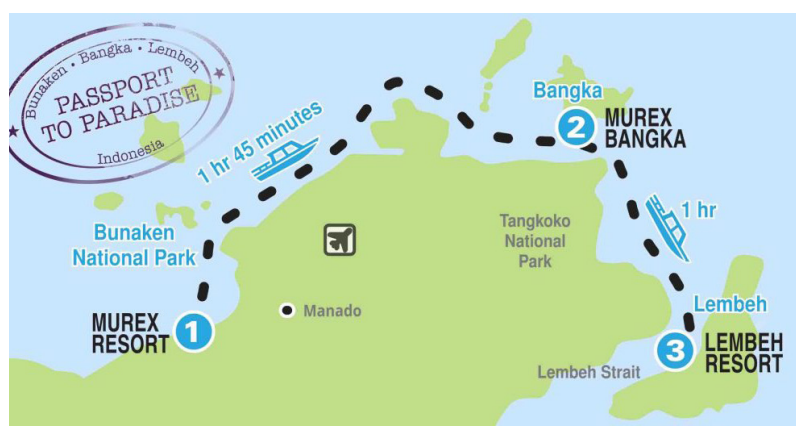 Bunaken • Bangka • Lembeh
PASSPORT
TO PARADISE
Indonesia
1 hr 45 minutes
Bangka
2
MUREX
BANGKA
Bunaken
National Park
Tangkoko
National
Park
1 hr
Manado
Lembeh
MUREX
RESORT
1
3
LEMBEH
RESORT
Lembeh Strait